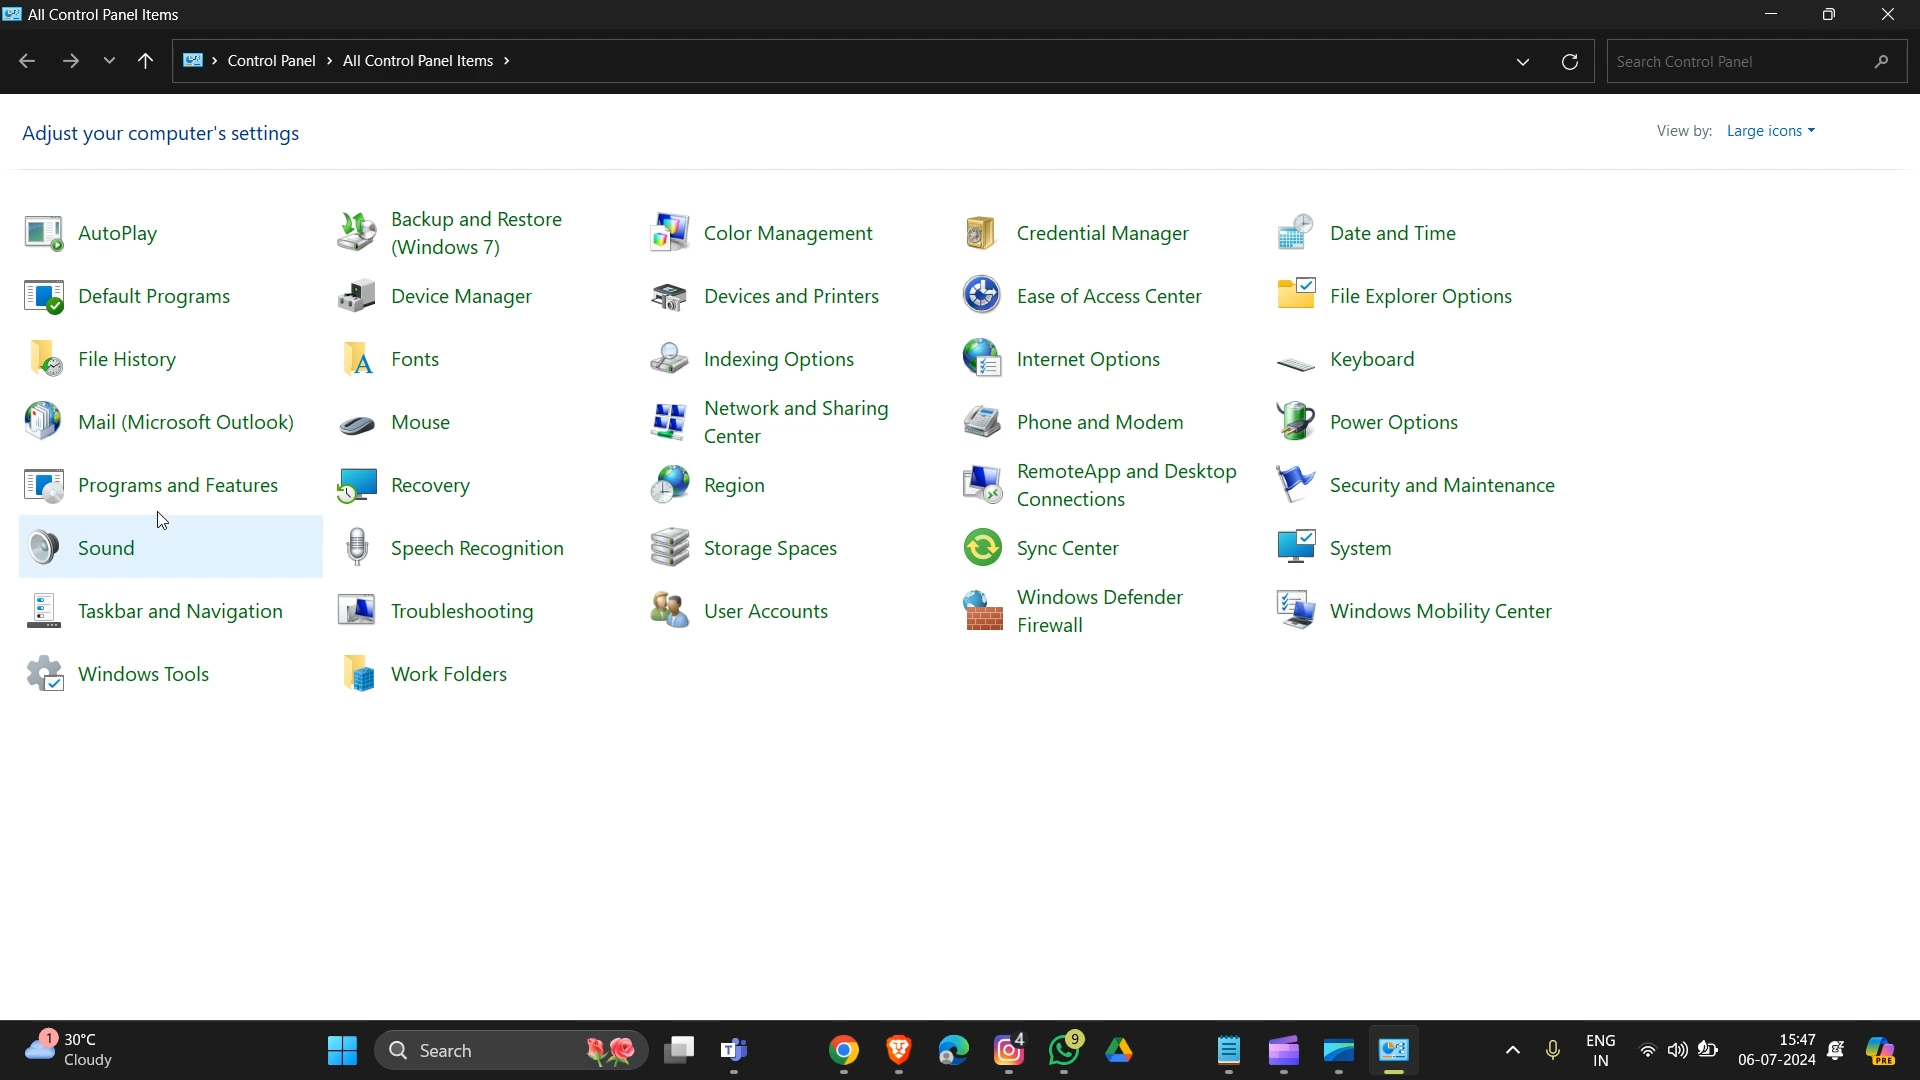 All Control Panel Items
Control Panel
All Control Panel Items
Search Control Panel
Adjust your computer's settings
View by: Large icons
AutoPlay
Backup and Restore
(Windows 7)
Color Management
Credential Manager
Date and Time
Default Programs
Device Manager
Devices and Printers
Ease of Access Center
File Explorer Options
File History
Fonts
Indexing Options
Internet Options
Keyboard
Mail (Microsoft Outlook)
Mouse
Network and Sharing
Center
Phone and Modem
Power Options
Programs and Features
Recovery
Region
RemoteApp and Desktop
Connections
Security and Maintenance
Sound
Speech Recognition
Storage Spaces
Sync Center
System
Taskbar and Navigation
Troubleshooting
User Accounts
Windows Defender
Firewall
Windows Mobility Center
Windows Tools
Work Folders
1
30°C
Cloudy
Search
4
9
ENG
IN
15:47
06-07-2024
PRE